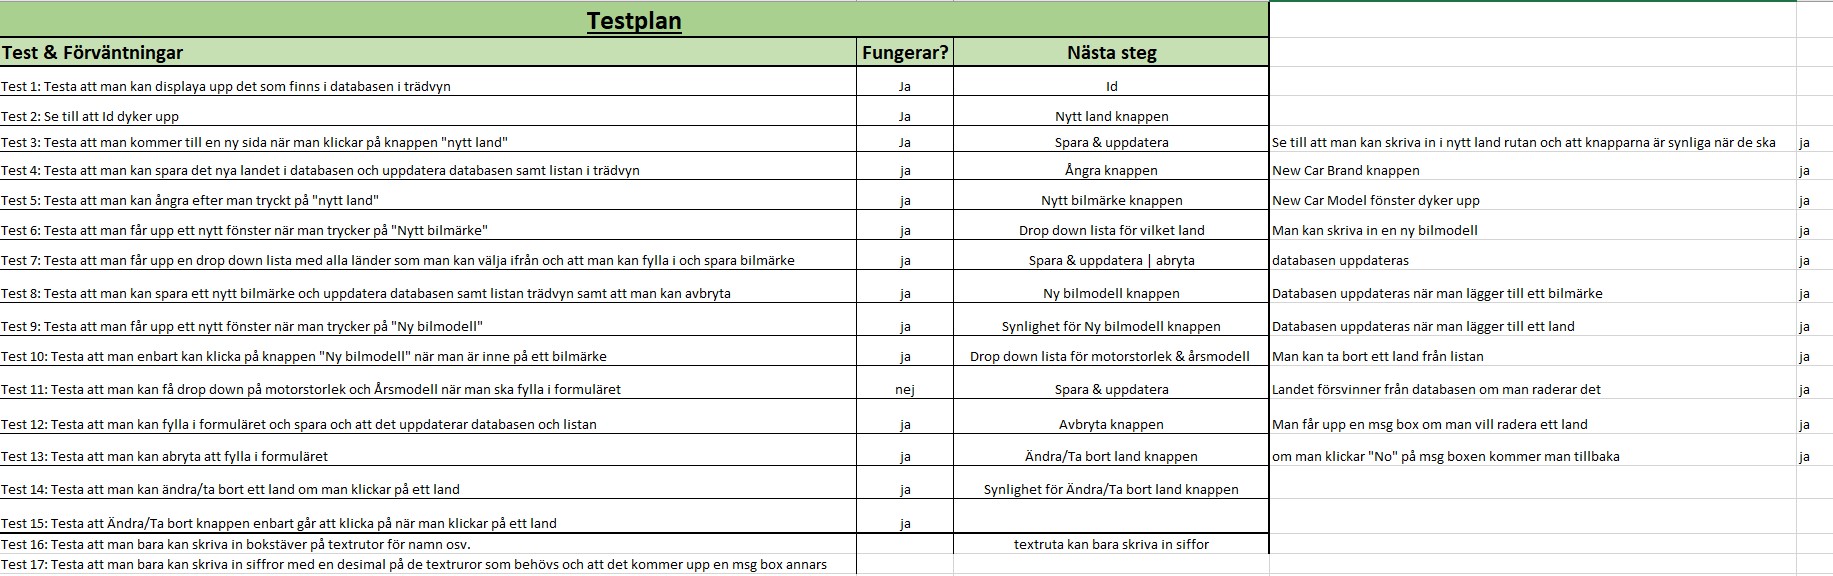 Testplan
Test & Förväntningar Fungerar? Nästa steg
Test 1: Testa att man kan displaya upp det som finns i databasen i trädvyn Ja Id
Test 2: Se till att Id dyker upp Ja Nytt land knappen
Test 3: Testa att man kommer till en ny sida när man klickar på knappen "nytt land" Ja Spara & uppdatera Se till att man kan skriva in i nytt land rutan och att knapparna är synliga när de ska ja
Test 4: Testa att man kan spara det nya landet i databasen och uppdatera databasen samt listan i trädvyn ja Ångra knappen New Car Brand knappen ja
Test 5: Testa att man kan ångra efter man tryckt på "nytt land" ja Nytt bilmärke knappen New Car Model fönster dyker upp ja
Test 6: Testa att man får upp ett nytt fönster när man trycker på "Nytt bilmärke" ja Drop down lista för vilket land Man kan skriva in en ny bilmodell ja
Test 7: Testa att man får upp en drop down lista med alla länder som man kan välja ifrån och att man kan fylla i och spara bilmärke ja Spara & uppdatera | abryta databasen uppdateras ja
Test 8: Testa att man kan spara ett nytt bilmärke och uppdatera databasen samt listan trädvyn samt att man kan avbryta ja Ny bilmodell knappen Databasen uppdateras när man lägger till ett bilmärke ja
Test 9: Testa att man får upp ett nytt fönster när man trycker på "Ny bilmodell" ja Synlighet för Ny bilmodell knappen Databasen uppdateras när man lägger till ett land ja
Test 10: Testa att man enbart kan klicka på knappen "Ny bilmodell" när man är inne på ett bilmärke ja Drop down lista för motorstorlek & årsmodell Man kan ta bort ett land från listan ja
Test 11: Testa att man kan få drop down på motorstorlek och Årsmodell när man ska fylla i formuläret nej Spara & uppdatera Landet försvinner från databasen om man raderar det ja
Test 12: Testa att man kan fylla i formuläret och spara och att det uppdaterar databasen och listan ja Avbryta knappen Man får upp en msg box om man vill radera ett land ja
Test 13: Testa att man kan abryta att fylla i formuläret ja Ändra/Ta bort land knappen om man klickar "No" på msg boxen kommer man tillbaka ja
Test 14: Testa att man kan ändra/ta bort ett land om man klickar på ett land ja Synlighet för Ändra/Ta bort land knappen
Test 15: Testa att Ändra/Ta bort knappen enbart går att klicka på när man klickar på ett land ja
Test 16: Testa att man bara kan skriva in bokstäver på textrutor för namn osv. textruta kan bara skriva in siffor
Test 17: Testa att man bara kan skriva in siffror med en desimal på de textruror som behövs och att det kommer upp en msg box annars